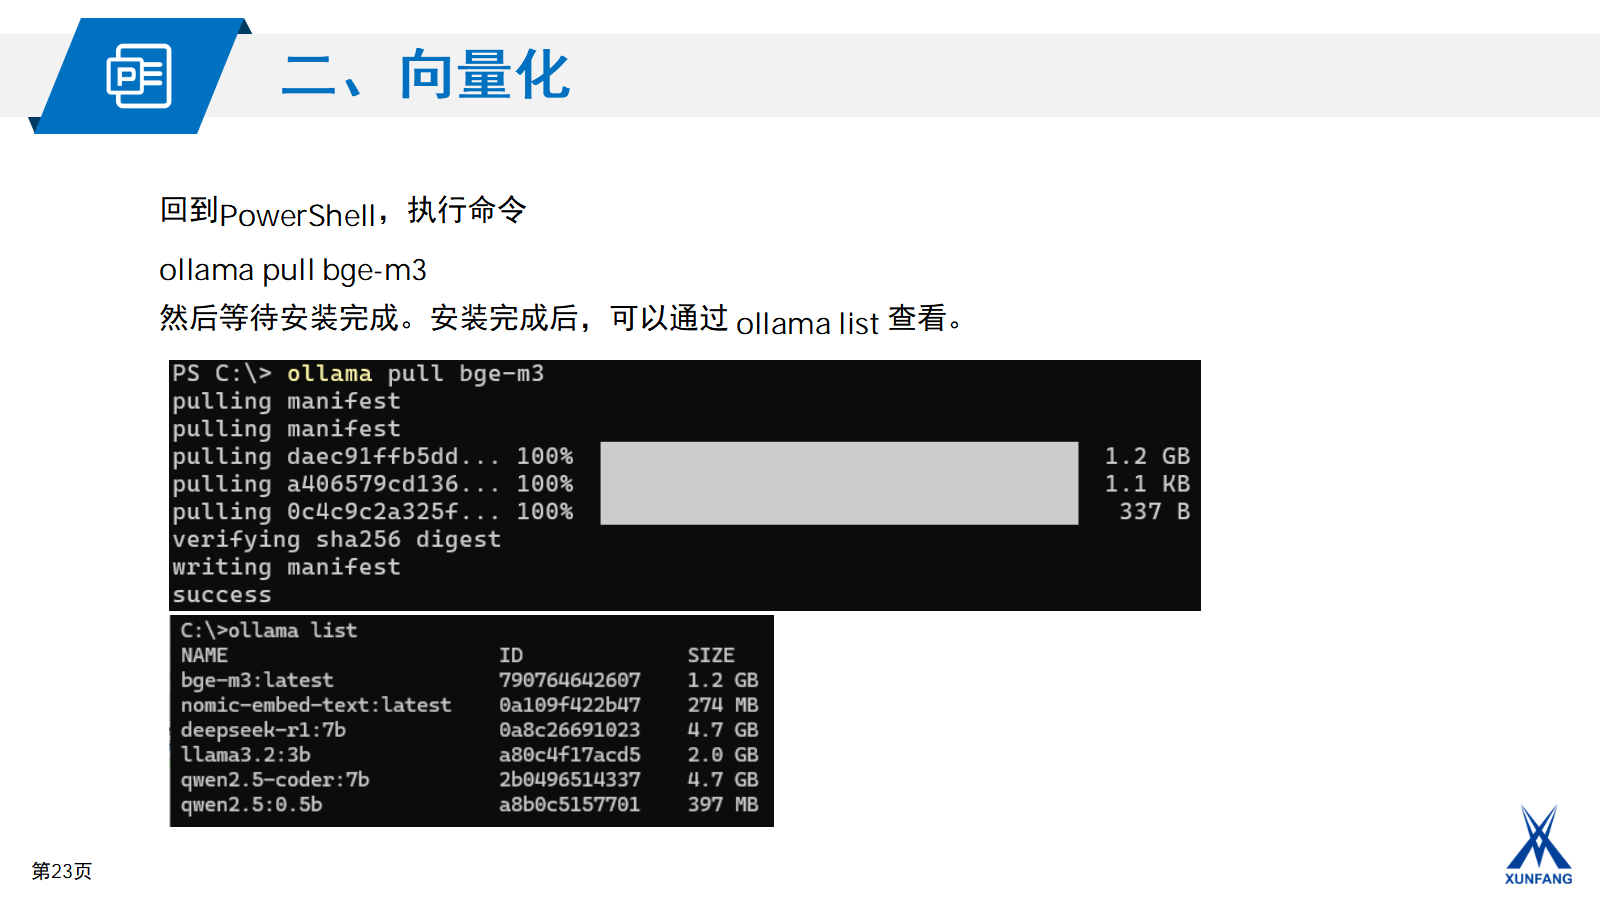 二、向量化
回到PowerShell，执行命令
ollama pull bge-m3
然后等待安装完成。安装完成后，可以通过 ollama list 查看。
PS C:\> ollama pull bge-m3
pulling manifest
pulling manifest
pulling daec91ffb5dd... 100% 1.2 GB
pulling a406579cd136... 100% 1.1 KB
pulling 0c4c9c2a325f... 100% 337 B
verifying sha256 digest
writing manifest
success
C:\>ollama list
NAME ID SIZE
bge-m3:latest 790764642607 1.2 GB
nomic-embed-text:latest 0a109f422b47 274 MB
deepseek-r1:7b 0a8c26691023 4.7 GB
llama3.2:3b a80c4f17acd5 2.0 GB
qwen2.5-coder:7b 2b0496514337 4.7 GB
qwen2.5:0.5b a8b0c5157701 397 MB
第23页
XUNFANG